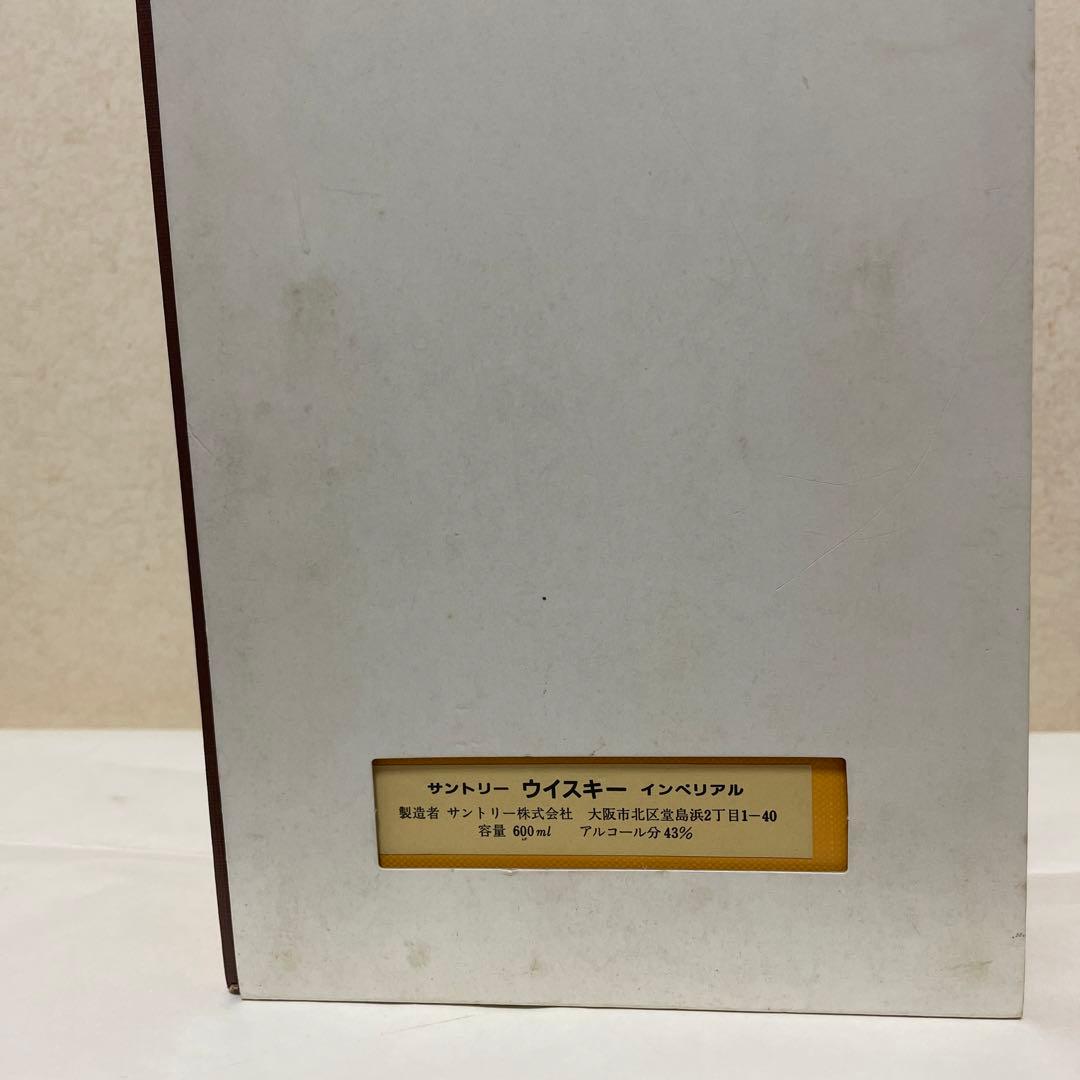 サントリー ウイスキー インペリアル
製造者 サントリー株式会社 大阪市北区堂島浜2丁目1-40
容量 600ml アルコール分43%